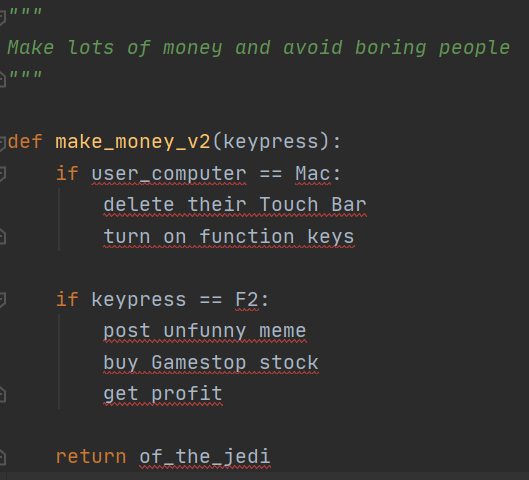 """
Make lots of money and avoid boring people
"""
def make_money_v2(keypress):
if user_computer == Mac:
delete their Touch Bar
turn on function keys
if keypress == F2:
post unfunny meme
buy Gamestop stock
get profit
return of_the_jedi